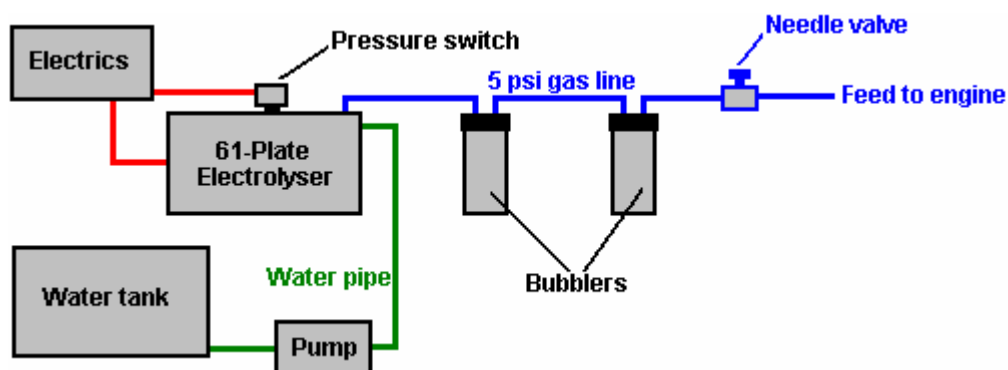 Needle valve
Pressure switch
Electrics
5 psi gas line
Feed to engine
61-Plate
Electrolyser
Water pipe
Bubblers
Water tank
Pump